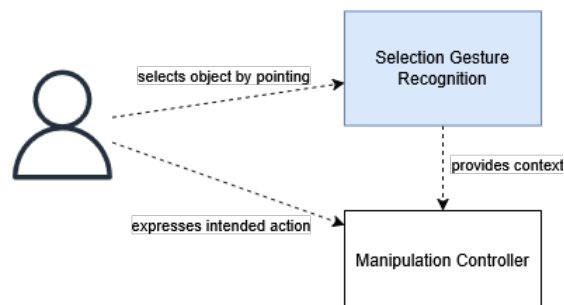 Selection Gesture
Recognition
selects object by pointing
provides context
expresses intended action
Manipulation Controller